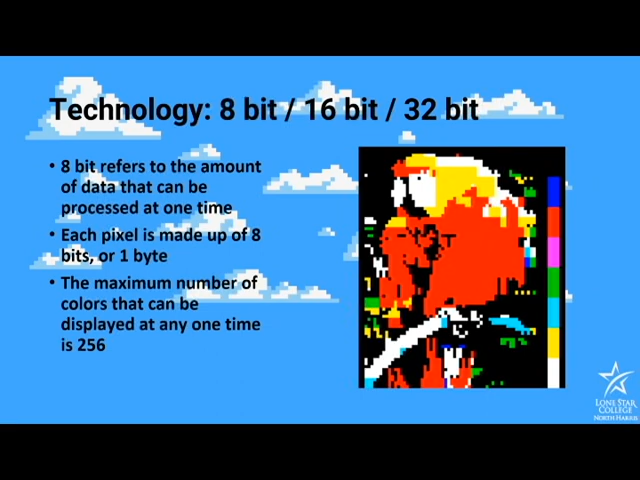 Technology: 8 bit / 16 bit / 32 bit
• 8 bit refers to the amount
of data that can be
processed at one time
• Each pixel is made up of 8
bits, or 1 byte
• The maximum number of
colors that can be
displayed at any one time
is 256
LONE STAR
COLLEGE
NORTH HARRIS